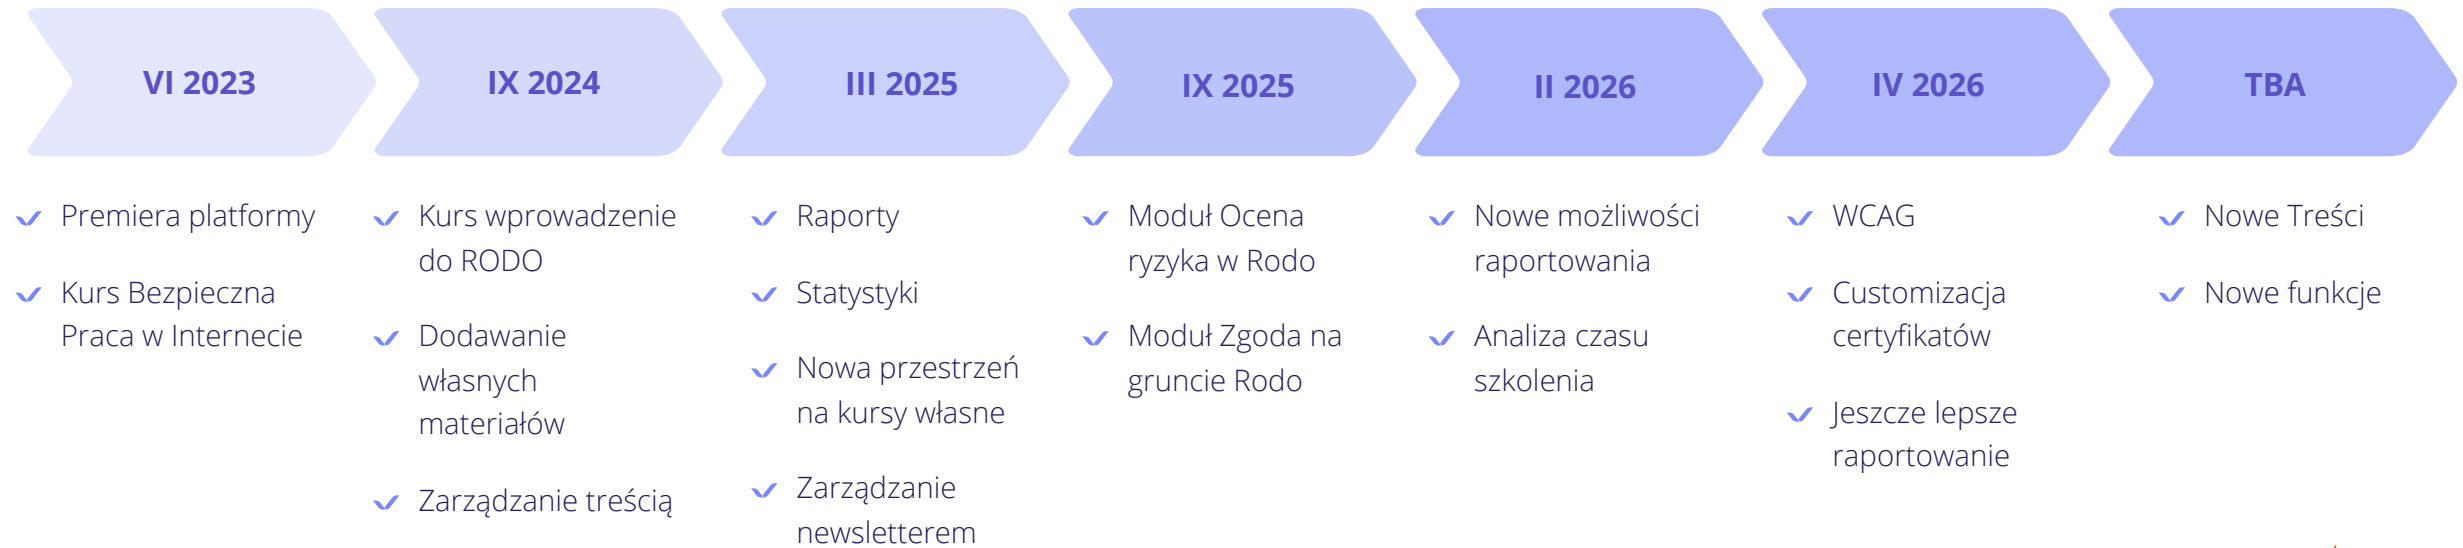 VI 2023
Premiera platformy
Kurs Bezpieczna
Praca w Internecie
IX 2024
Kurs wprowadzenie
do RODO
Dodawanie
własnych
materiałów
Zarządzanie treścią
III 2025
Raporty
Statystyki
Nowa przestrzeń
na kursy własne
Zarządzanie
newsletterem
IX 2025
Moduł Ocena
ryzyka w Rodo
Moduł Zgoda na
gruncie Rodo
II 2026
Nowe możliwości
raportowania
Analiza czasu
szkolenia
IV 2026
WCAG
Customizacja
certyfikatów
Jeszcze lepsze
raportowanie
TBA
Nowe Treści
Nowe funkcje